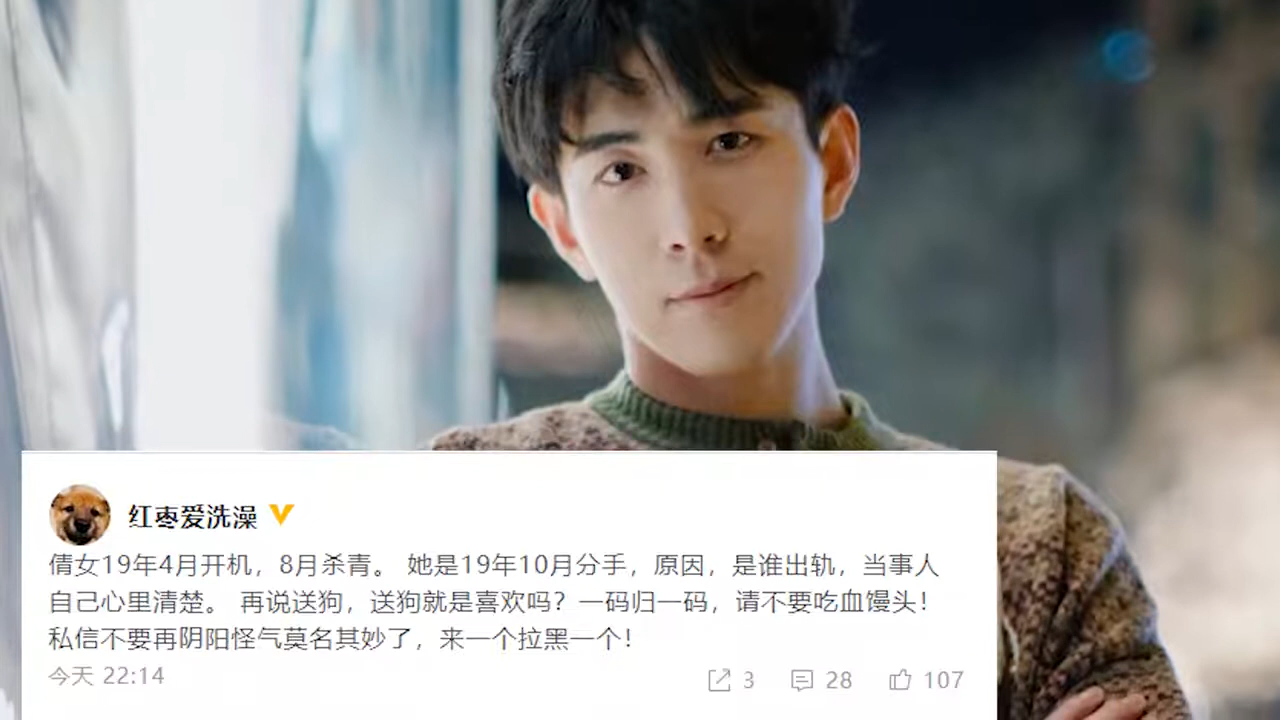 红枣爱洗澡
倩女19年4月开机，8月杀青。 她是19年10月分手，原因，是谁出轨，当事人
自己心里清楚。 再说送狗，送狗就是喜欢吗？一码归一码，请不要吃血馒头！
私信不要再阴阳怪气莫名其妙了，来一个拉黑一个！
今天 22:14
3 28 107